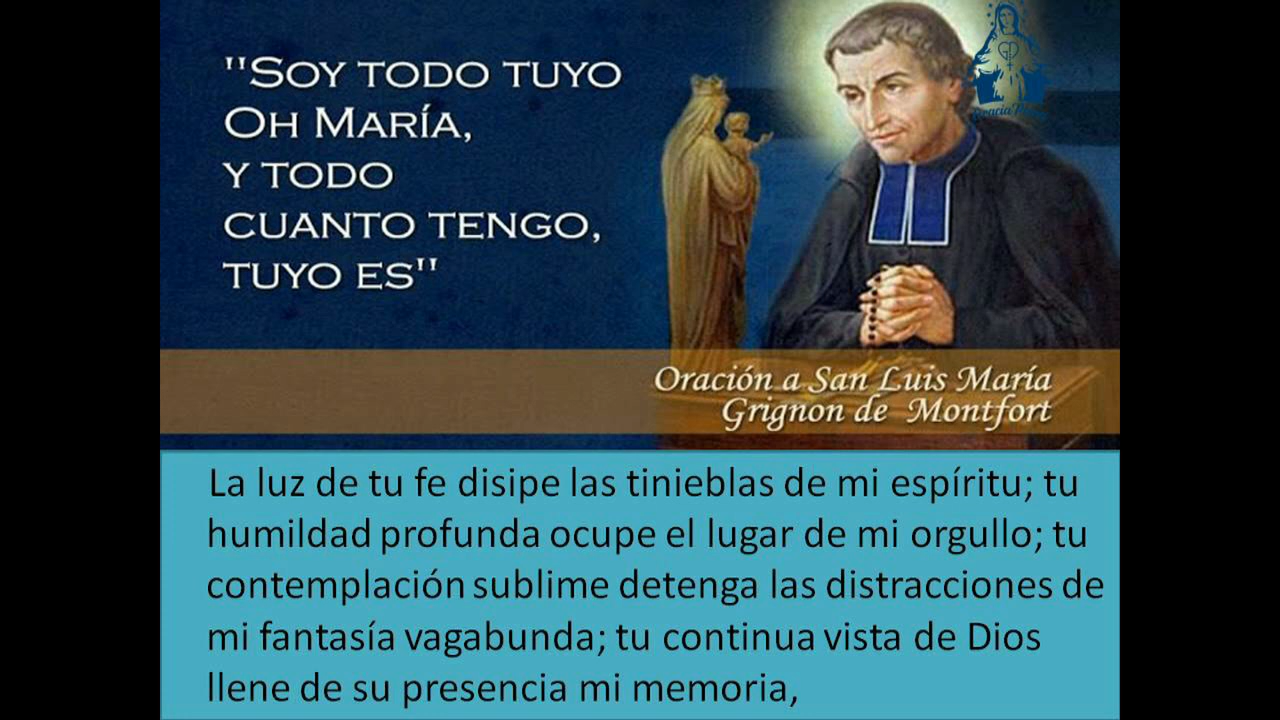 "SOY TODO TUYO
OH MARÍA,
Y TODO
CUANTO TENGO,
TUYO ES"
Oración a San Luis María
Grignon de Montfort
La luz de tu fe disipe las tinieblas de mi espíritu; tu
humildad profunda ocupe el lugar de mi orgullo; tu
contemplación sublime detenga las distracciones de
mi fantasía vagabunda; tu continua vista de Dios
llene de su presencia mi memoria,